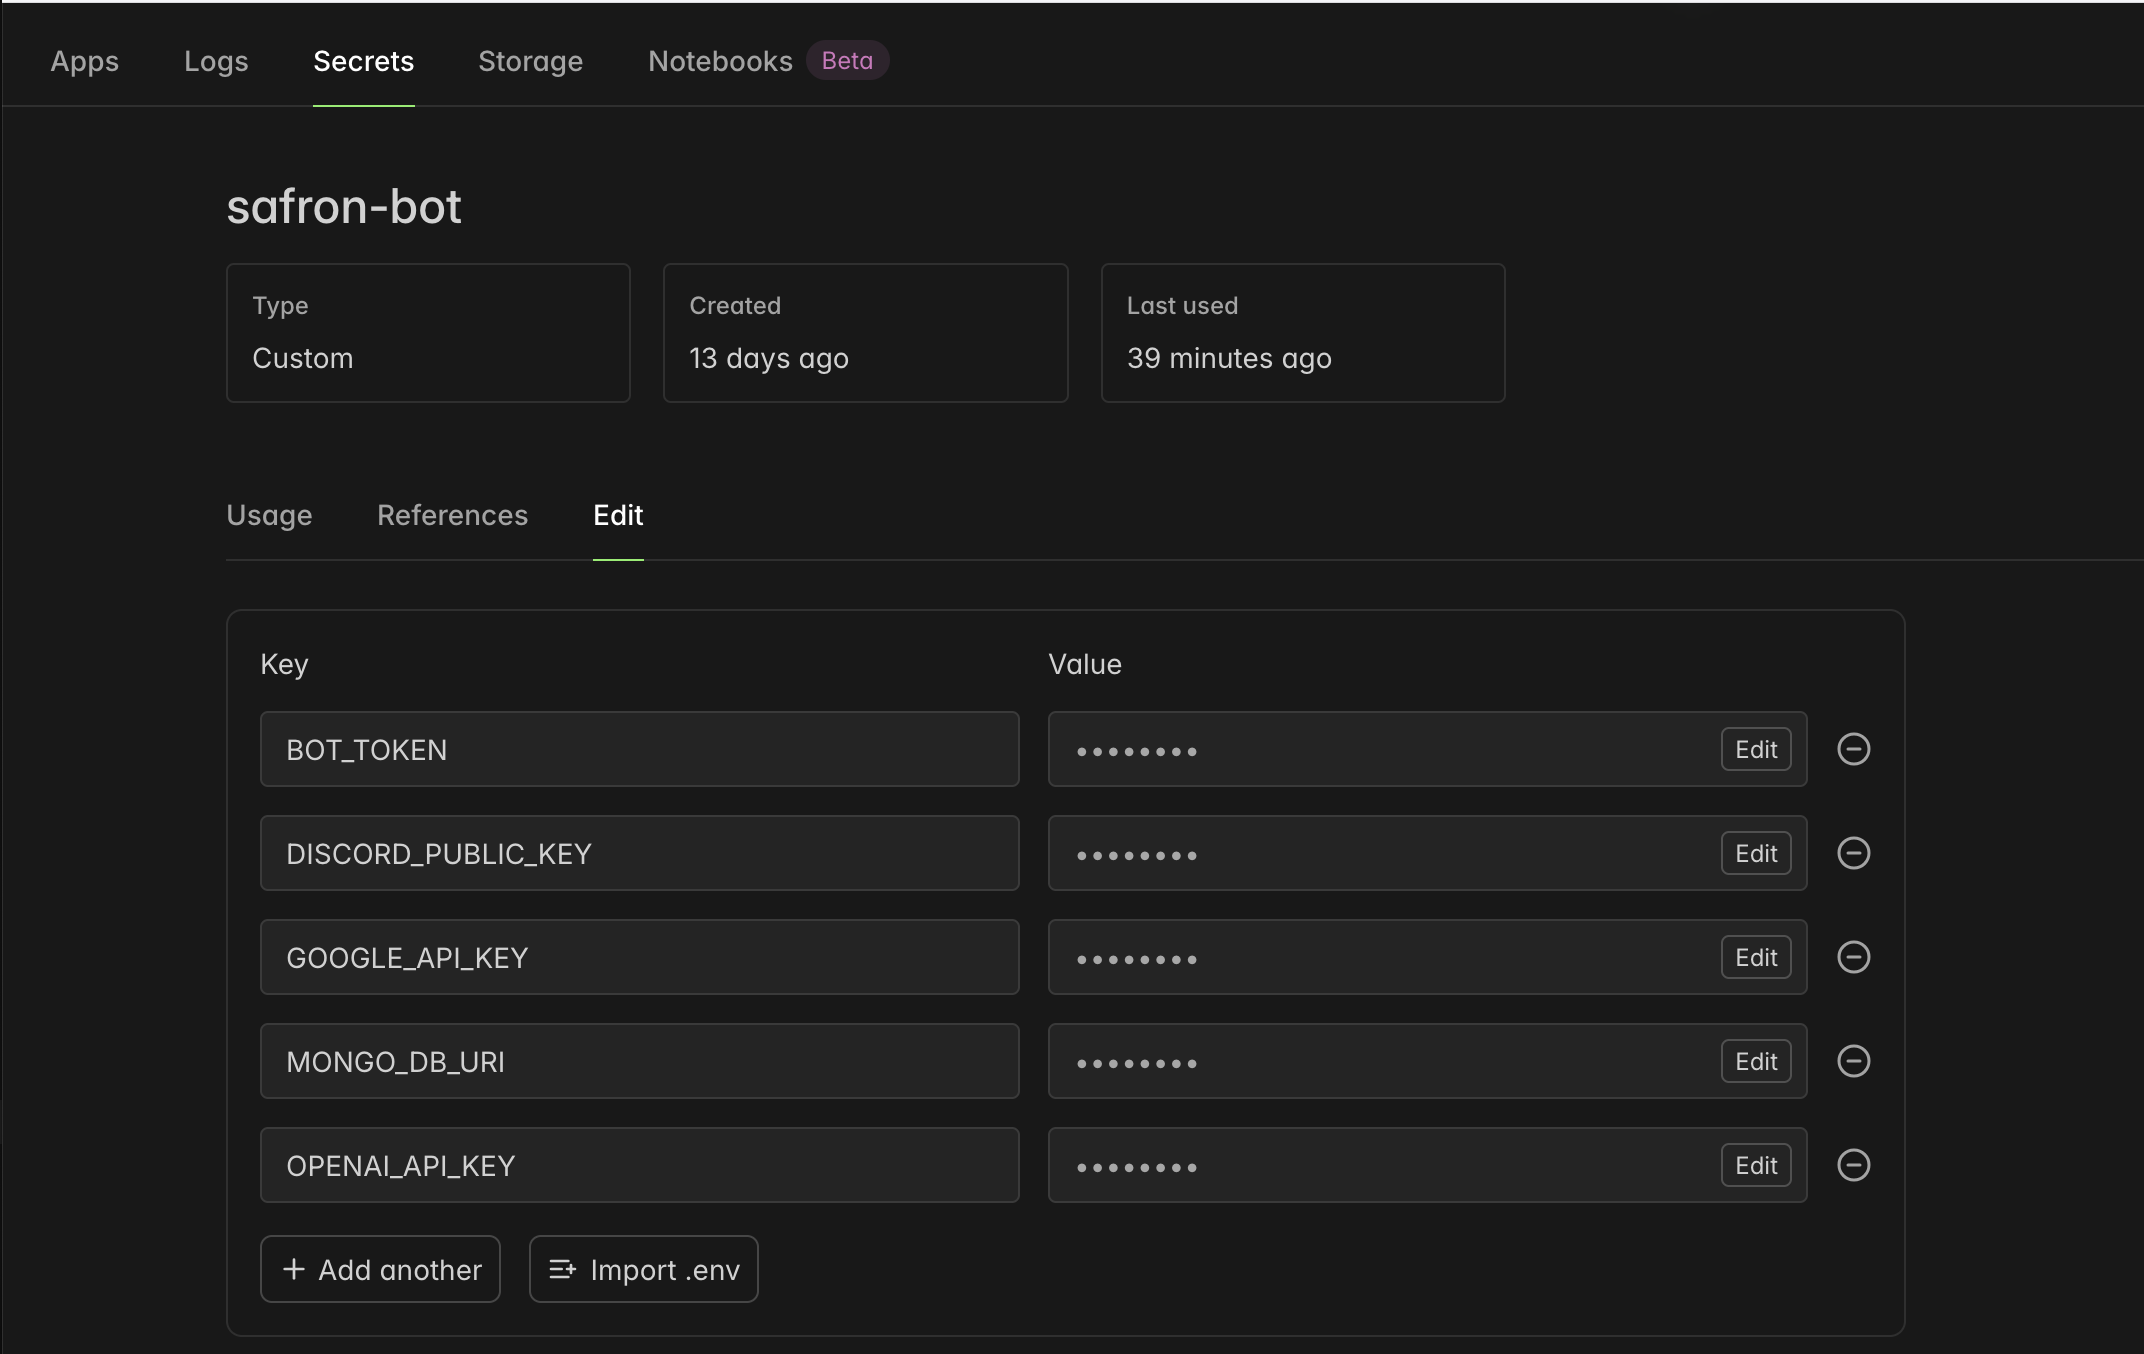 Apps Logs Secrets Storage Notebooks Beta
safron-bot
Type Created Last used
Custom 13 days ago 39 minutes ago
Usage References Edit
Key Value
BOT_TOKEN •••••••• Edit
DISCORD_PUBLIC_KEY •••••••• Edit
GOOGLE_API_KEY •••••••• Edit
MONGO_DB_URI •••••••• Edit
OPENAI_API_KEY •••••••• Edit
Add another Import .env